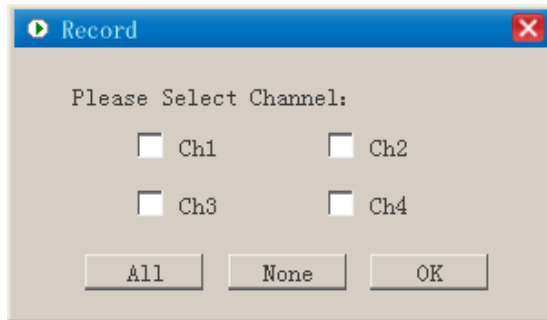 Record
Please Select Channel:
Ch1 Ch2
Ch3 Ch4
All None OK